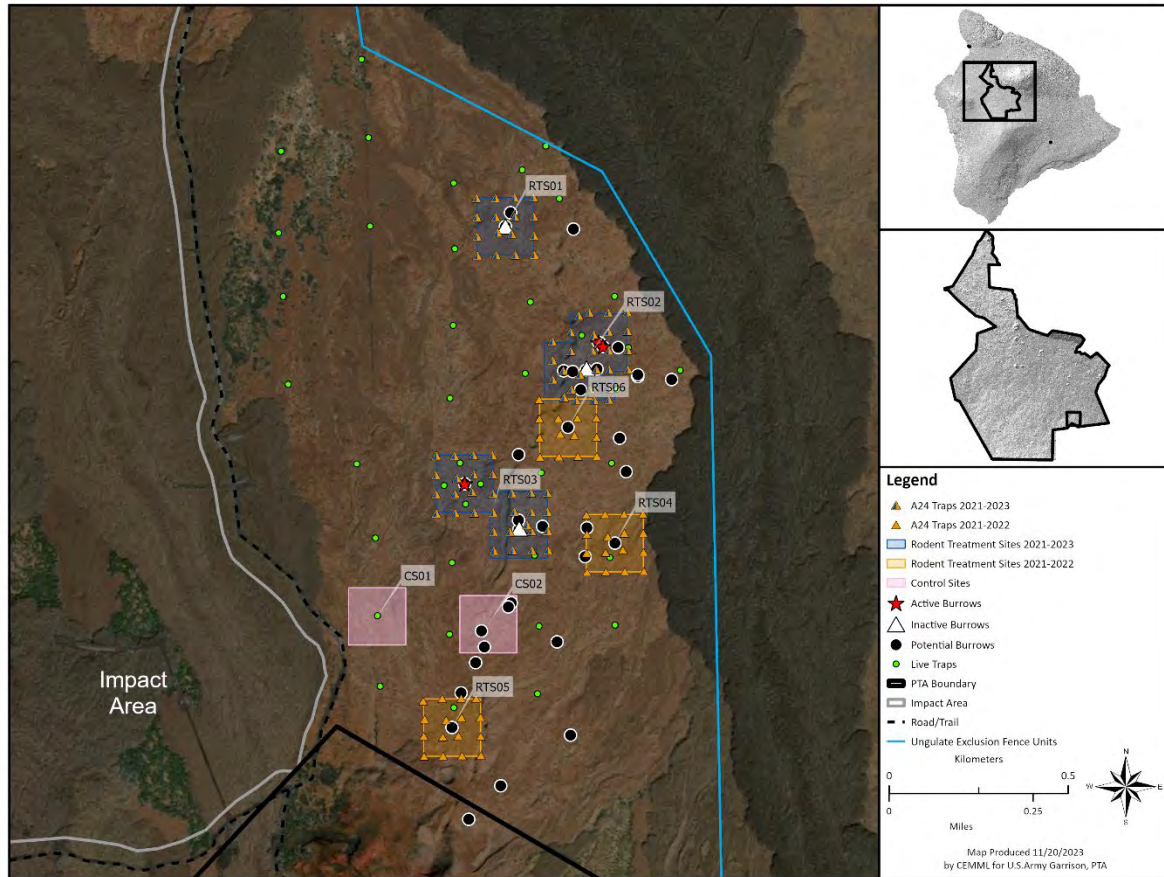 RTS01
RTS02
RTS06
RTS03
RTS04
CS01
CS02
RTS05
Impact
Area
Legend
A24 Traps 2021-2023
A24 Traps 2021-2022
Rodent Treatment Sites 2021-2023
Rodent Treatment Sites 2021-2022
Control Sites
Active Burrows
Inactive Burrows
Potential Burrows
Live Traps
PTA Boundary
Impact Area
Road/Trail
Ungulate Exclusion Fence Units
Kilometers
0 0.5
0 0.25
Miles
N
W E
S
Map Produced 11/20/2023
by CEMML for U.S.Army Garrison, PTA